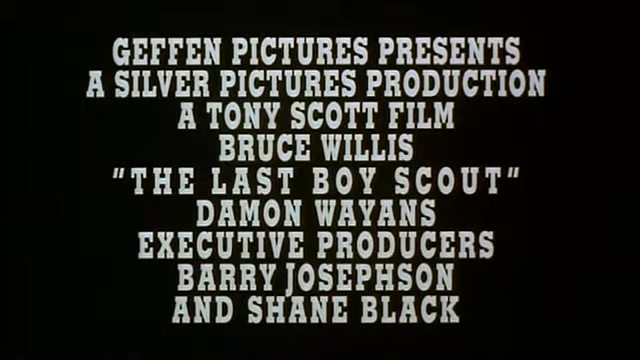 GEFFEN PICTURES PRESENTS
A SILVER PICTURES PRODUCTION
A TONY SCOTT FILM
BRUCE WILLIS
"THE LAST BOY SCOUT"
DAMON WAYANS
EXECUTIVE PRODUCERS
BARRY JOSEPHSON
AND SHANE BLACK